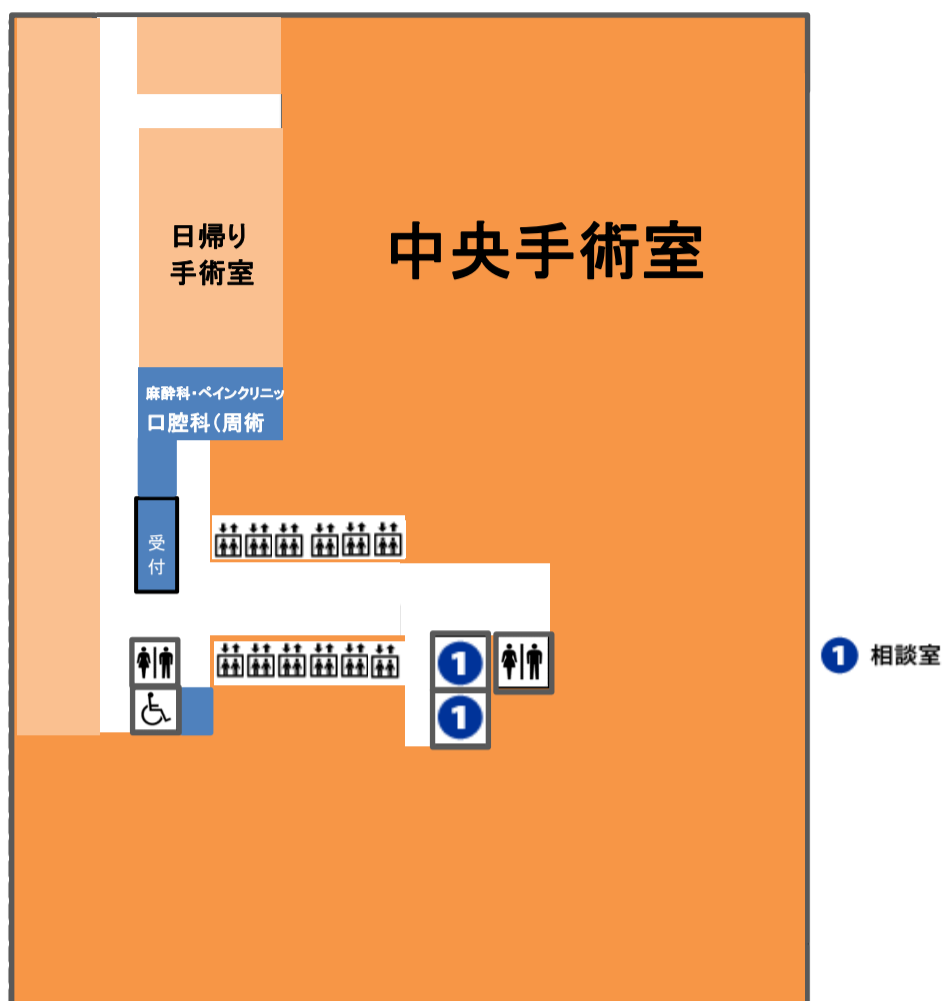 日帰り
手術室
中央手術室
麻酔科・ペインクリニッ
口腔科(周術
受
付
1
1
1 相談室